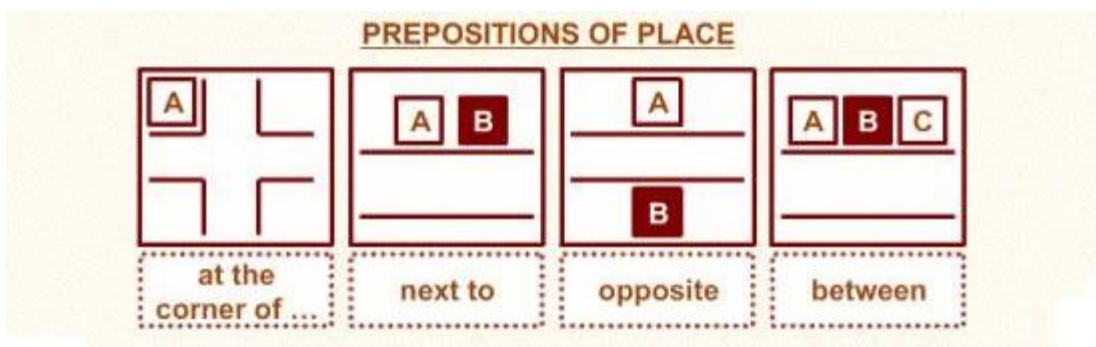 PREPOSITIONS OF PLACE
A
A B
A
B
A B C
at the
corner of ...
next to
opposite
between